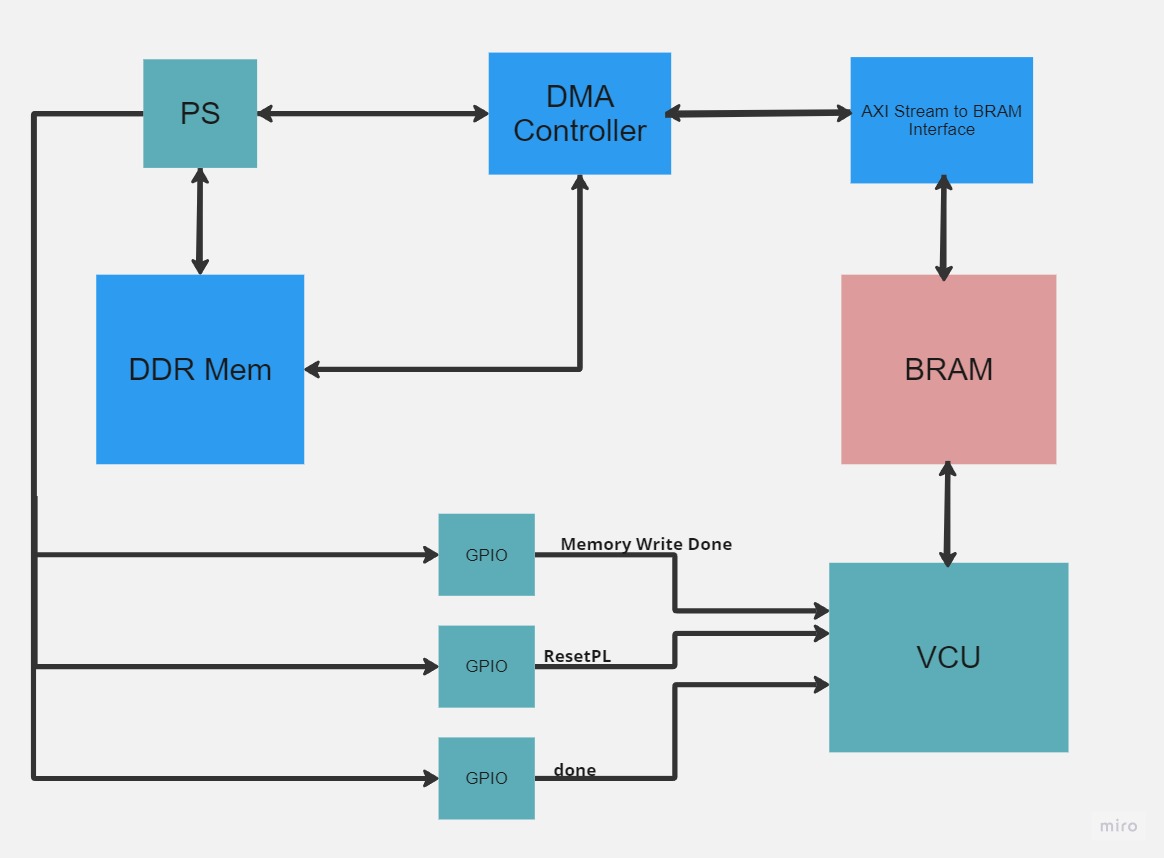 PS
DMA
Controller
AXI Stream to BRAM
Interface
DDR Mem
BRAM
GPIO
Memory Write Done
GPIO
ResetPL
VCU
GPIO
done
miro